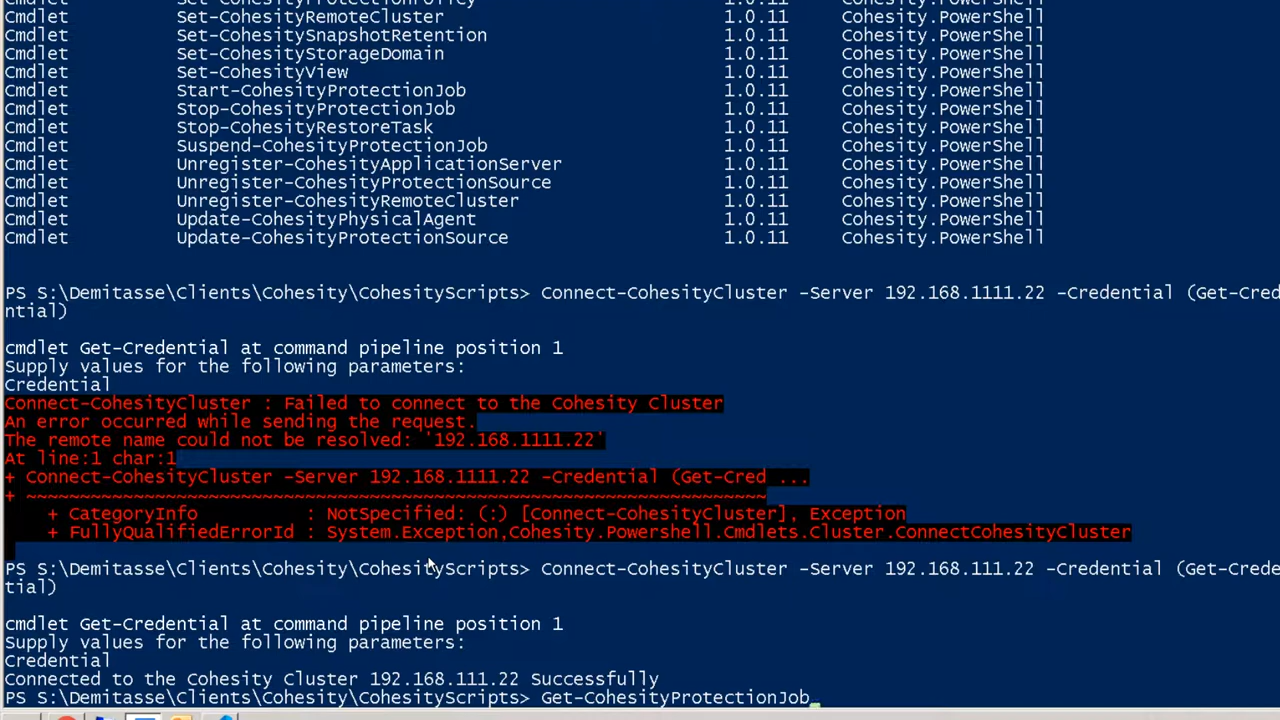 Cmdlet Set-CohesityProtectionPolicy 1.0.11 Cohesity.PowerShell
Cmdlet Set-CohesityRemoteCluster 1.0.11 Cohesity.PowerShell
Cmdlet Set-CohesitySnapshotRetention 1.0.11 Cohesity.PowerShell
Cmdlet Set-CohesityStorageDomain 1.0.11 Cohesity.PowerShell
Cmdlet Set-CohesityView 1.0.11 Cohesity.PowerShell
Cmdlet Start-CohesityProtectionJob 1.0.11 Cohesity.PowerShell
Cmdlet Stop-CohesityProtectionJob 1.0.11 Cohesity.PowerShell
Cmdlet Stop-CohesityRestoreTask 1.0.11 Cohesity.PowerShell
Cmdlet Suspend-CohesityProtectionJob 1.0.11 Cohesity.PowerShell
Cmdlet Unregister-CohesityApplicationServer 1.0.11 Cohesity.PowerShell
Cmdlet Unregister-CohesityProtectionSource 1.0.11 Cohesity.PowerShell
Cmdlet Unregister-CohesityRemoteCluster 1.0.11 Cohesity.PowerShell
Cmdlet Update-CohesityPhysicalAgent 1.0.11 Cohesity.PowerShell
Cmdlet Update-CohesityProtectionSource 1.0.11 Cohesity.PowerShell
PS S:\Demitasse\Clients\Cohesity\CohesityScripts> Connect-CohesityCluster -Server 192.168.1111.22 -Credential (Get-Cred
ntial)
cmdlet Get-Credential at command pipeline position 1
Supply values for the following parameters:
Credential
Connect-CohesityCluster : Failed to connect to the Cohesity Cluster
An error occurred while sending the request.
The remote name could not be resolved: '192.168.1111.22'
At line:1 char:1
+ Connect-CohesityCluster -Server 192.168.1111.22 -Credential (Get-Cred ...
+ ~~~~~~~~~~~~~~~~~~~~~~~~~~~~~~~~~~~~~~~~~~~~~~~~~~~~~~~~~~~~~~~~~~~~~
+ CategoryInfo : NotSpecified: (:) [Connect-CohesityCluster], Exception
+ FullyQualifiedErrorId : System.Exception,Cohesity.Powershell.Cmdlets.Cluster.ConnectCohesityCluster
PS S:\Demitasse\Clients\Cohesity\CohesityScripts> Connect-CohesityCluster -Server 192.168.111.22 -Credential (Get-Crede
tial)
cmdlet Get-Credential at command pipeline position 1
Supply values for the following parameters:
Credential
Connected to the Cohesity Cluster 192.168.111.22 Successfully
PS S:\Demitasse\Clients\Cohesity\CohesityScripts> Get-CohesityProtectionJob